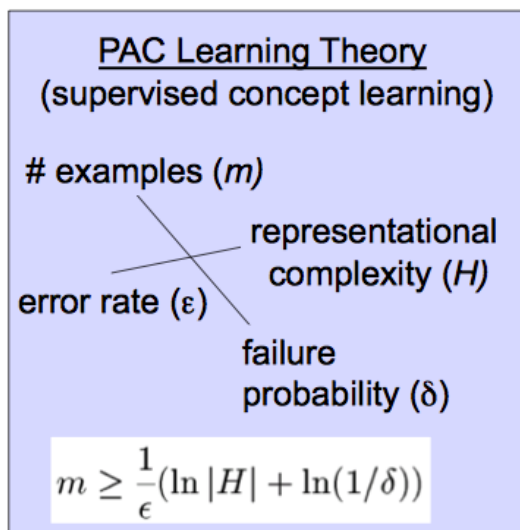 PAC Learning Theory
(supervised concept learning)
# examples (m)
representational
complexity (H)
error rate (ε)
failure
probability (δ)
m ≥ 1/ϵ (ln |H| + ln(1/δ))